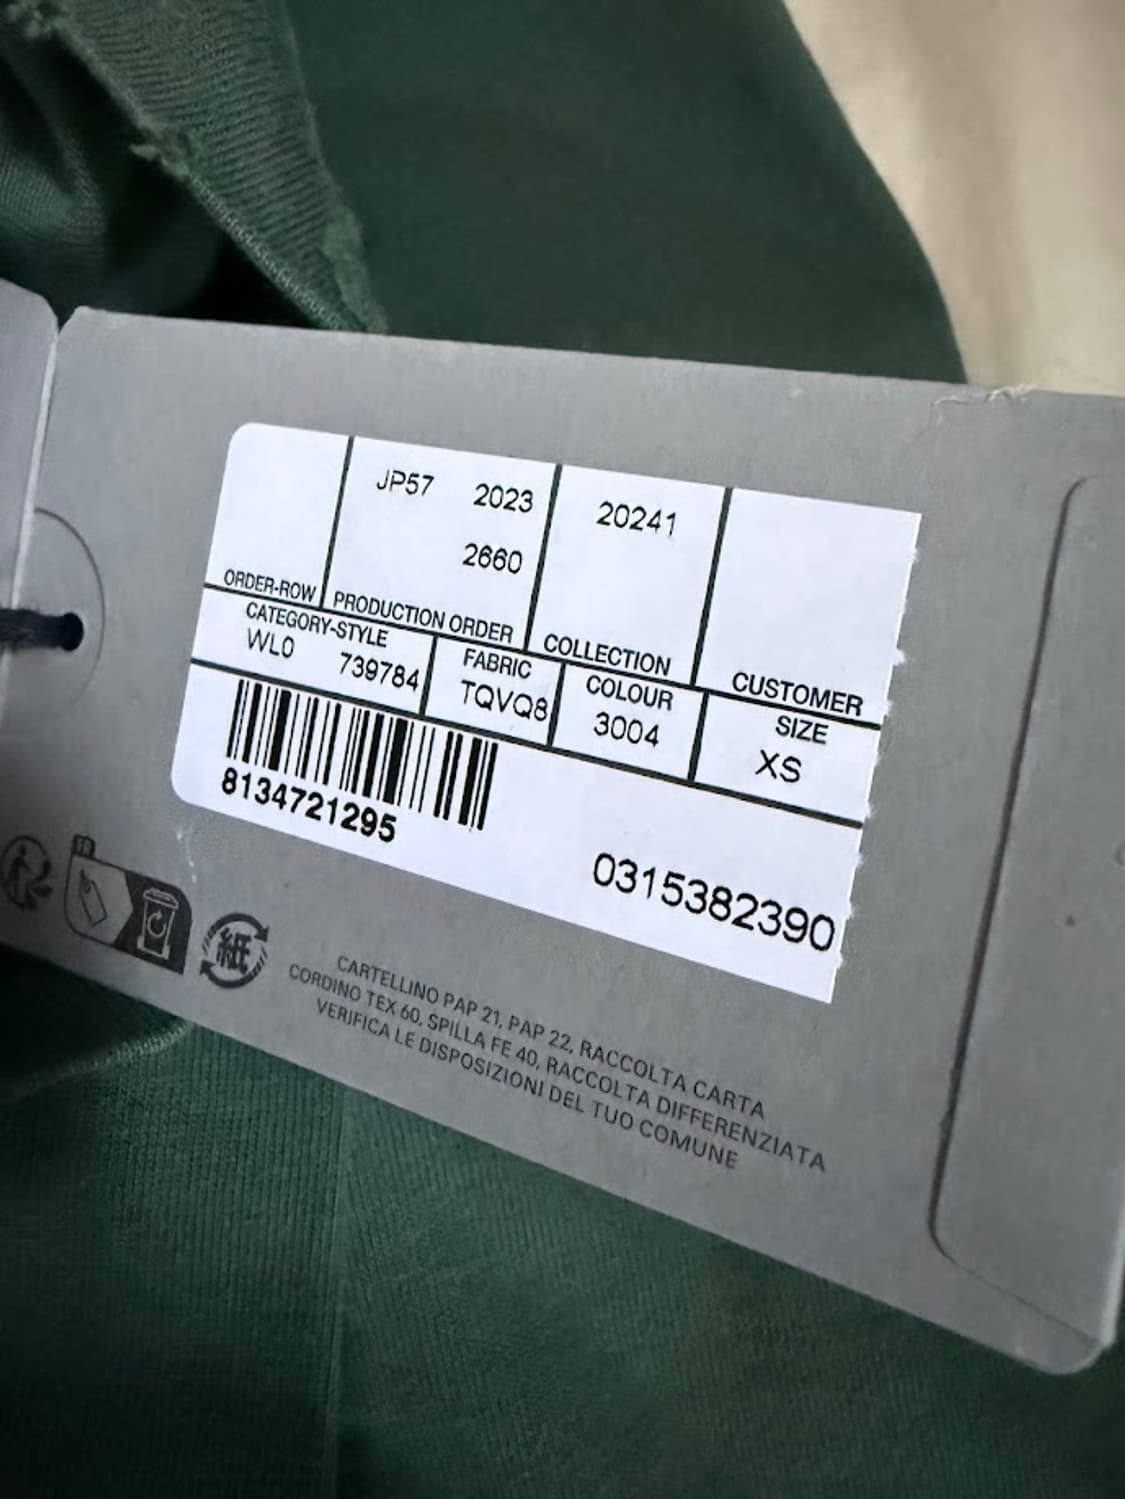 JP57 2023
2660
20241
ORDER-ROW
PRODUCTION ORDER
COLLECTION
CUSTOMER
CATEGORY-STYLE
WL0 739784
FABRIC
TQVQ8
COLOUR
3004
SIZE
XS
8134721295
0315382390
FR
紙
CARTELLINO PAP 21, PAP 22, RACCOLTA CARTA
CORDINO TEX 60, SPILLA FE 40, RACCOLTA DIFFERENZIATA
VERIFICA LE DISPOSIZIONI DEL TUO COMUNE